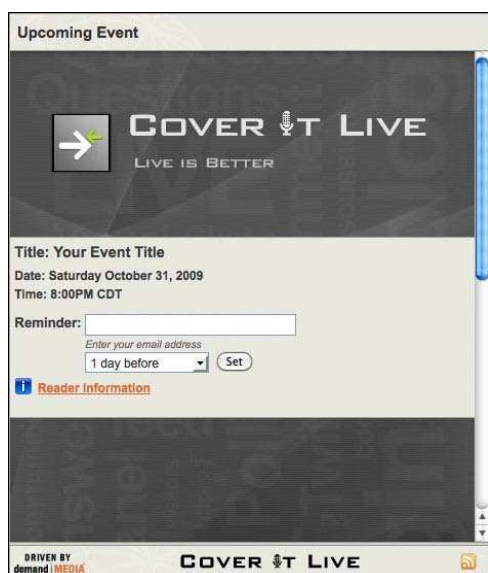 Upcoming Event
COVER IT LIVE
LIVE IS BETTER
Title: Your Event Title
Date: Saturday October 31, 2009
Time: 8:00PM CDT
Reminder:
Enter your email address
1 day before Set
i Reader Information
DRIVEN BY
demand MEDIA COVER IT LIVE